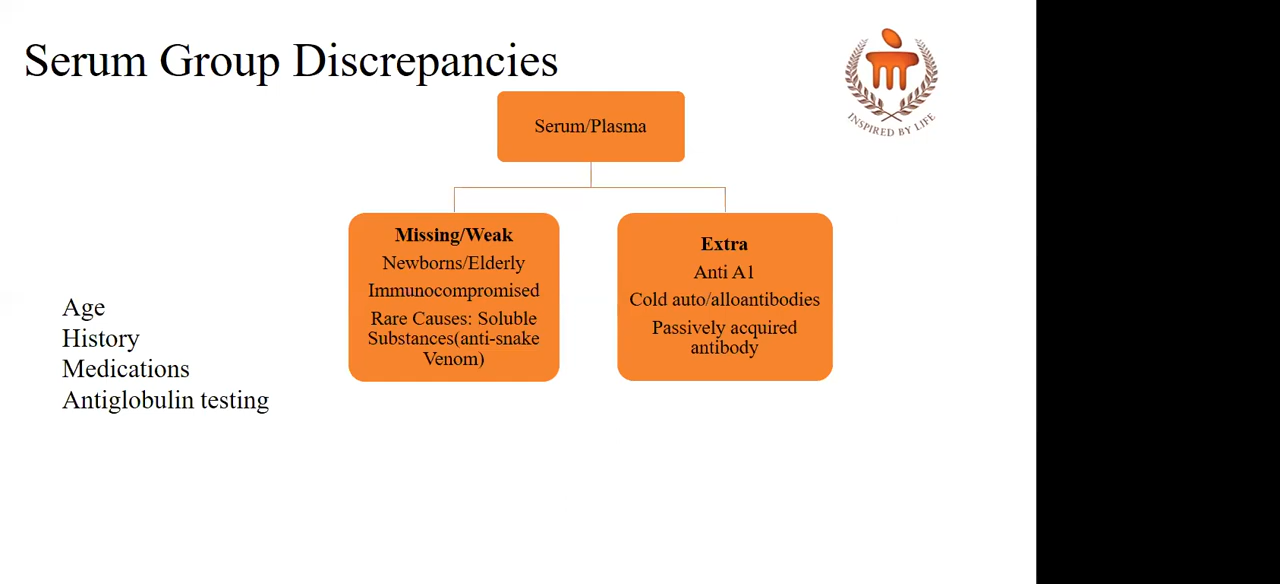 Serum Group Discrepancies
INSPIRED BY LIFE
Serum/Plasma
Missing/Weak
Newborns/Elderly
Immunocompromised
Rare Causes: Soluble
Substances(anti-snake
Venom)
Extra
Anti A1
Cold auto/alloantibodies
Passively acquired
antibody
Age
History
Medications
Antiglobulin testing